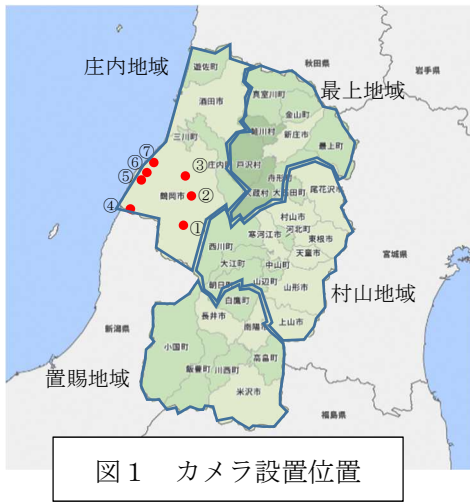 庄内地域
遊佐町
秋田県
岩手県
最上地域
酒田市
真室川町
金山町
三川町
鮭川村
新庄市
最上町
⑦
⑥
⑤
③
庄内町
戸沢村
舟形町
鶴岡市
②
大蔵村
大石田町
尾花沢市
④
①
村山市
河北町
寒河江市
東根市
西川町
天童市
宮城県
大江町
中山町
朝日町
山辺町
山形市
村山地域
白鷹町
上山市
新潟県
長井市
南陽市
小国町
高畠町
置賜地域
飯豊町
川西町
米沢市
福島県
図1 カメラ設置位置